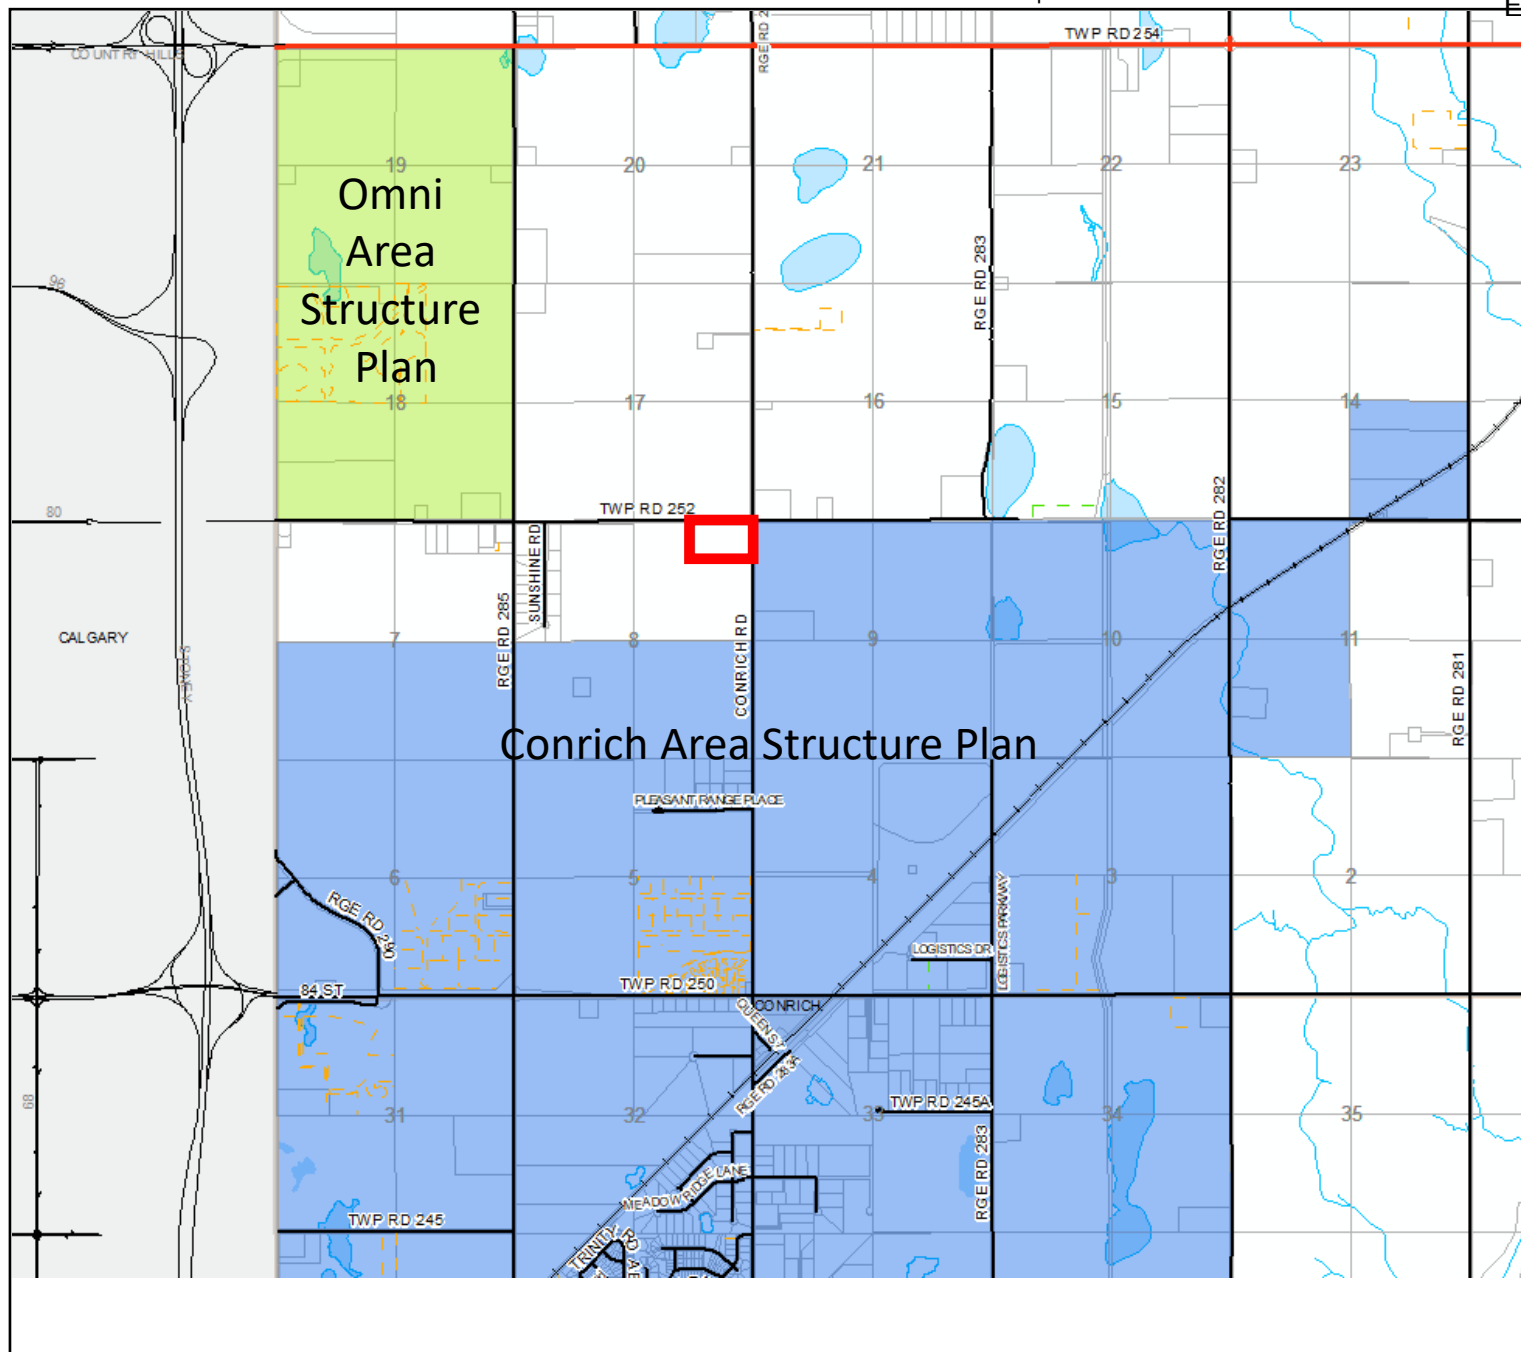 TWP RD 254
COUNTRY HILLS
RGE RD 2
19
20
21
22
23
Omni
Area
Structure
Plan
RGE RD 283
96
18
17
16
15
14
80
TWP RD 252
RGE RD 282
SUNSHINE RD
RGE RD 285
CONRICH RD
CALGARY
STONEY
7
8
9
10
11
RGE RD 281
Conrich Area Structure Plan
PLEASANT RANGE PLACE
6
5
4
3
2
RGE RD 290
LOGISTICS DR
LOGISTICS PARKWAY
84 ST
TWP RD 250
CONRICH
QUEEN ST
RGE RD 283A
68
31
32
33
TWP RD 245A
34
35
RGE RD 283
MEADOW RIDGE LANE
TWP RD 245
TRINITY RD